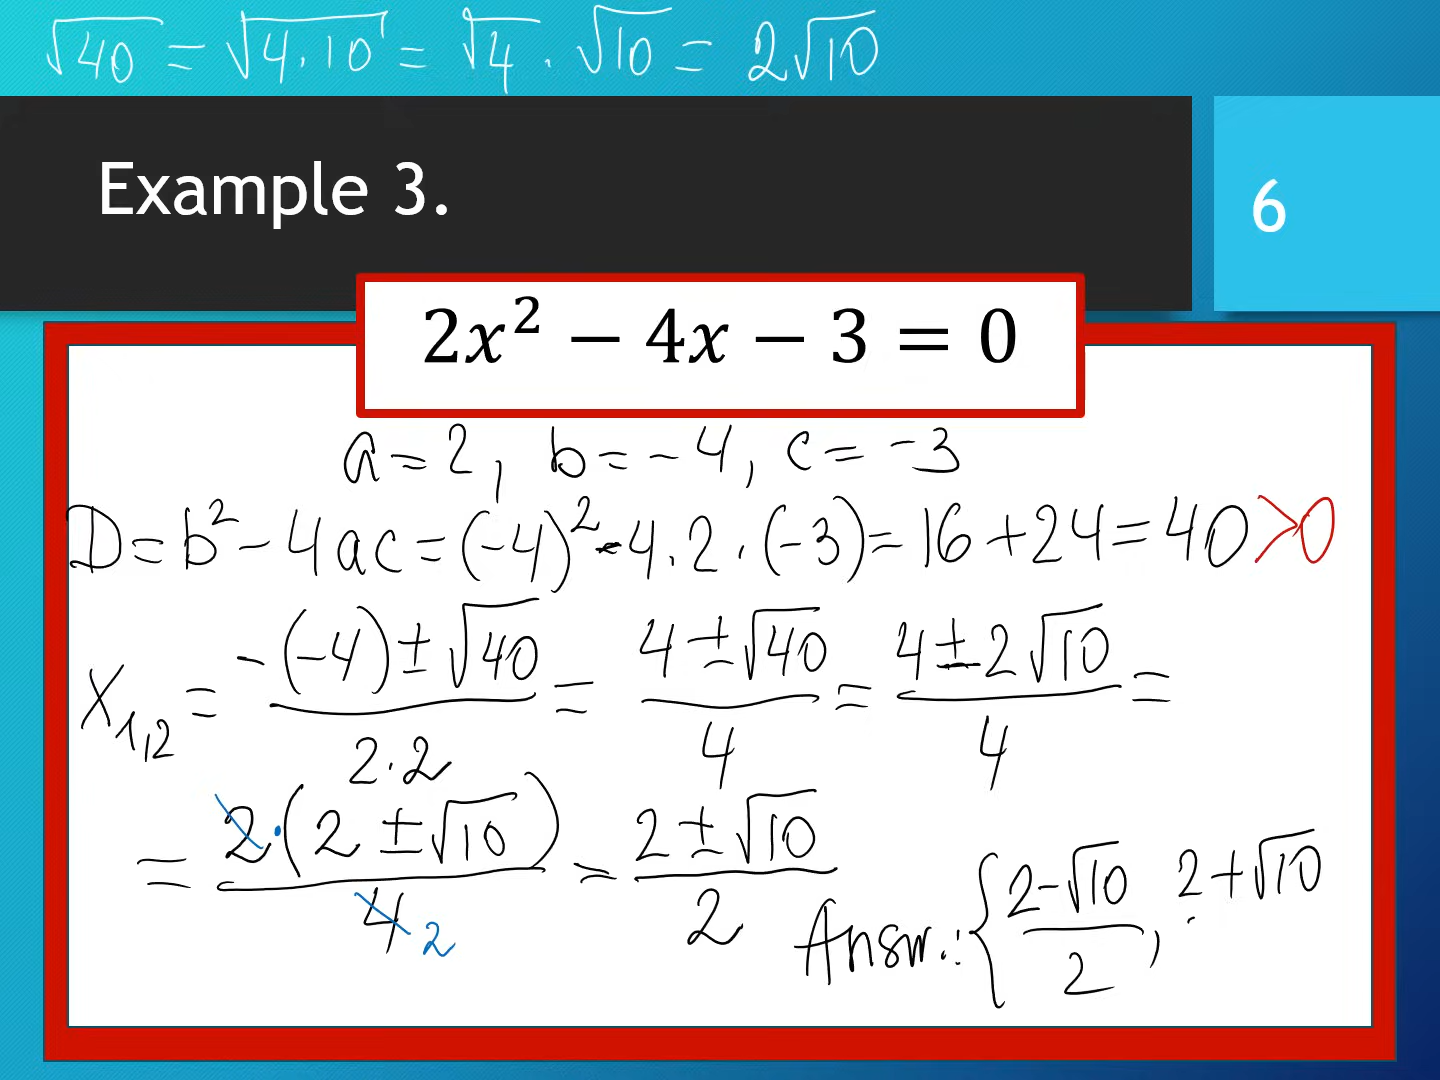 √40 = √4·10 = √4 · √10 = 2√10
Example 3.
6
2x² − 4x − 3 = 0
a = 2, b = −4, c = −3
D = b² − 4ac = (−4)² − 4·2·(−3) = 16 + 24 = 40 > 0
x₁,₂ = (−(−4) ± √40)/(2·2) = (4 ± √40)/4 = (4 ± 2√10)/4 =
= (2·(2 ± √10))/4 2 = (2 ± √10)/2
Answ.: { (2 − √10)/2 , 2 + √10